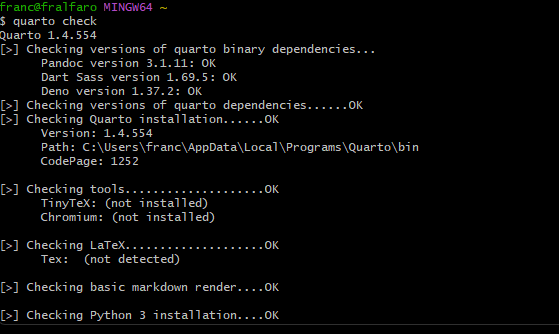 franc@fralfaro MINGW64 ~
$ quarto check
Quarto 1.4.554
[>] Checking versions of quarto binary dependencies...
Pandoc version 3.1.11: OK
Dart Sass version 1.69.5: OK
Deno version 1.37.2: OK
[>] Checking versions of quarto dependencies......OK
[>] Checking Quarto installation......OK
Version: 1.4.554
Path: C:\Users\franc\AppData\Local\Programs\Quarto\bin
CodePage: 1252
[>] Checking tools....................OK
TinyTeX: (not installed)
Chromium: (not installed)
[>] Checking LaTeX....................OK
Tex:  (not detected)
[>] Checking basic markdown render....OK
[>] Checking Python 3 installation....OK